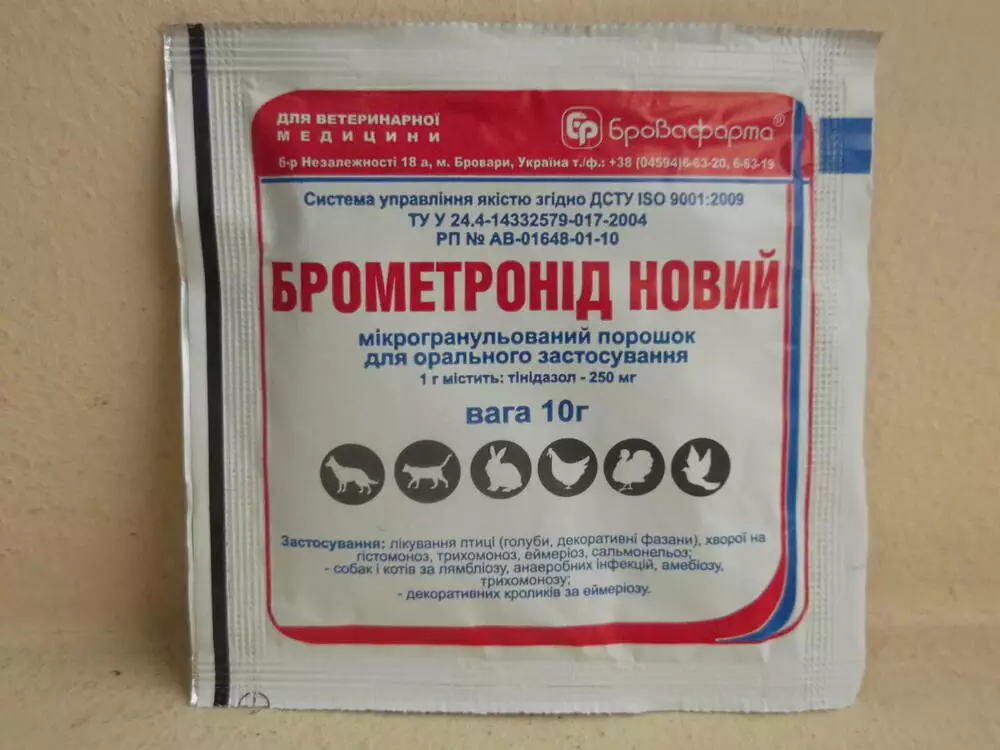 ДЛЯ ВЕТЕРИНАРНОЇ
МЕДИЦИНИ
БР БроВафарма®
б-р Незалежності 18 а, м. Бровари, Україна т./ф.: +38 (04594)6-63-20, 6-63-19
Система управління якістю згідно ДСТУ ISO 9001:2009
ТУ У 24.4-14332579-017-2004
РП № АВ-01648-01-10
БРОМЕТРОНІД НОВИЙ
мікрогранульований порошок
для орального застосування
1 г містить: тінідазол - 250 мг
вага 10г
Застосування: лікування птиці (голуби, декоративні фазани), хворої на
гістомоноз, трихомоноз, еймеріоз, сальмонельоз;
- собак і котів за лямбліозу, анаеробних інфекцій, амебіозу,
трихомонозу;
- декоративних кроликів за еймеріозу.